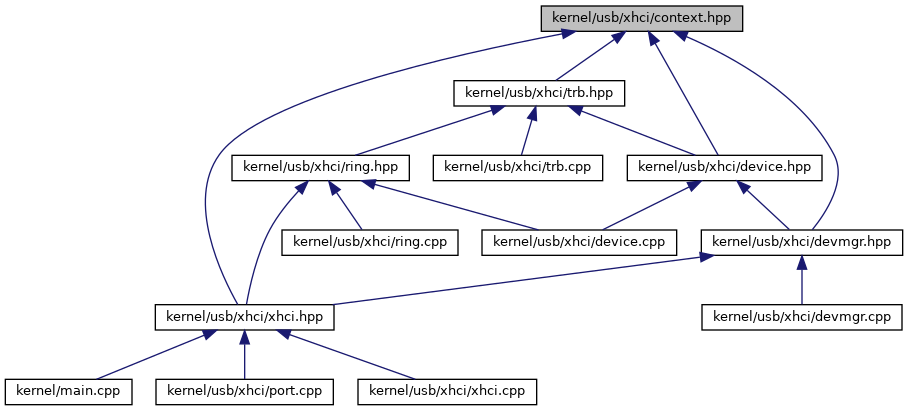 kernel/usb/xhci/context.hpp
kernel/usb/xhci/trb.hpp
kernel/usb/xhci/ring.hpp
kernel/usb/xhci/trb.cpp
kernel/usb/xhci/device.hpp
kernel/usb/xhci/ring.cpp
kernel/usb/xhci/device.cpp
kernel/usb/xhci/devmgr.hpp
kernel/usb/xhci/xhci.hpp
kernel/usb/xhci/devmgr.cpp
kernel/main.cpp
kernel/usb/xhci/port.cpp
kernel/usb/xhci/xhci.cpp